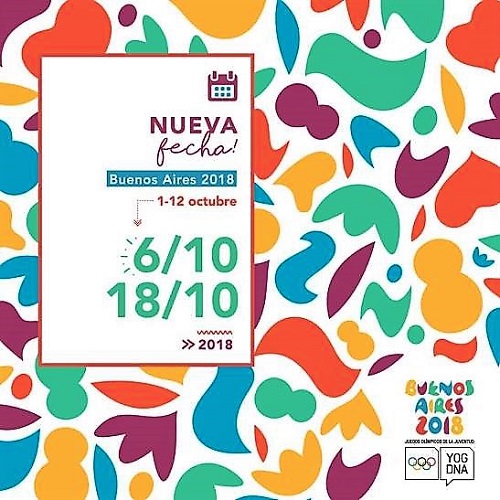 NUEVA
fecha!
Buenos Aires 2018
1-12 octubre
6/10
18/10
>> 2018
BUENOS
AIRES
2018
JUEGOS OLÍMPICOS DE LA JUVENTUD
YOG
DNA